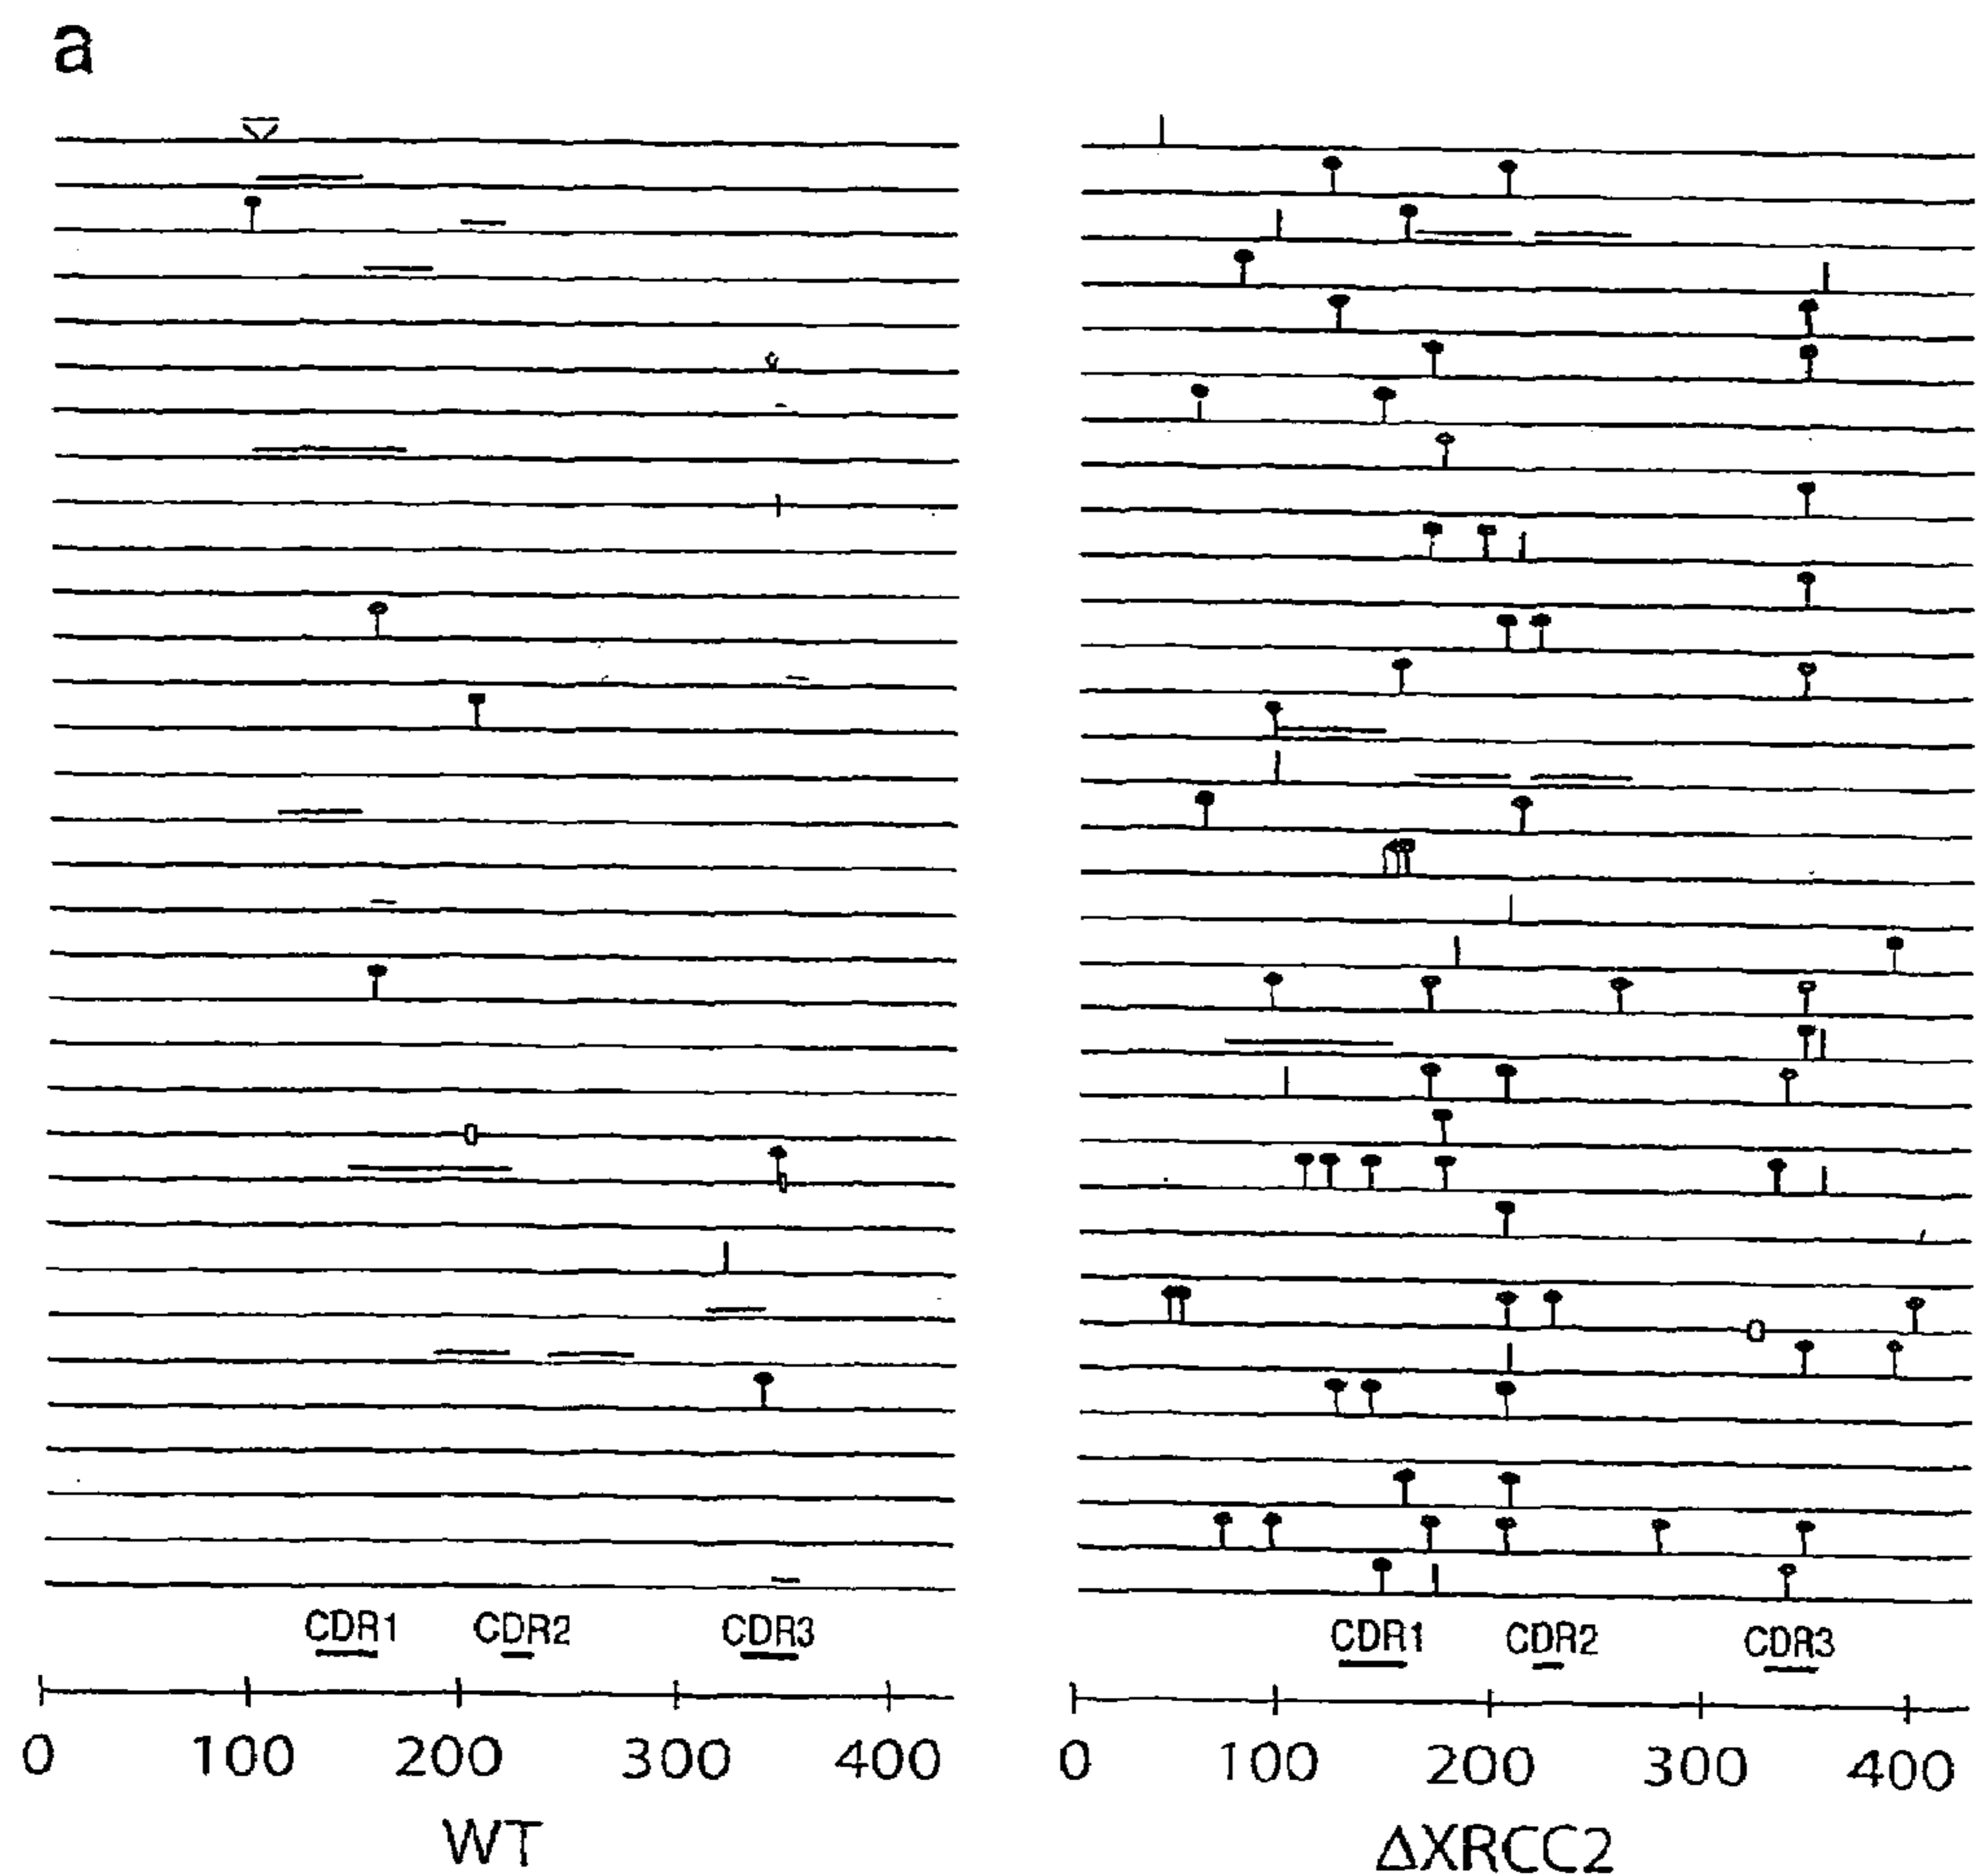 a
CDR1 CDR2 CDR3 CDR1 CDR2 CDR3
0 100 200 300 400 0 100 200 300 400
WT ΔXRCC2